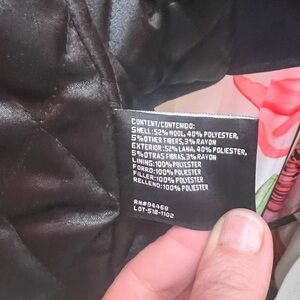 CONTENT/CONTENIDO:
SHELL: 52% WOOL, 40% POLYESTER,
5% OTHER FIBERS, 3% RAYON
EXTERIOR: 52% LANA, 40% POLIESTER,
5% OTRAS FIBRAS, 3% RAYON
LINING: 100% POLYESTER
FORRO: 100% POLIESTER
FILLER: 100% POLYESTER
RELLENO: 100% POLIESTER
RN#94468
LOT-518-1102